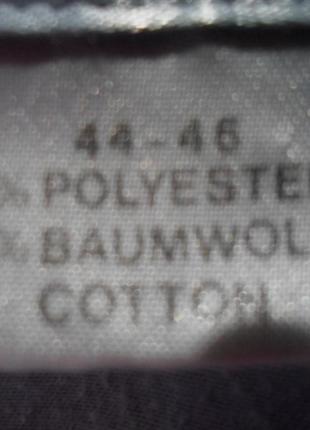 44-46
% POLYESTE
% BAUMWOL
COTTON